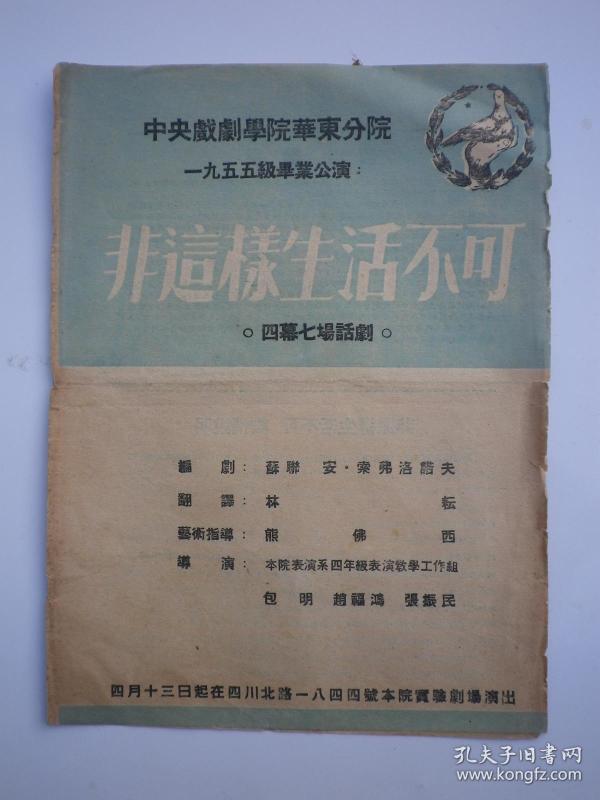 中央戲劇學院華東分院
一九五五級畢業公演：
非這樣生活不可
○ 四幕七場話劇 ○
編劇：蘇聯 安·索弗洛諾夫
翻譯：林耘
藝術指導：熊佛西
導演：本院表演系四年級表演教學工作組
包明 趙福鴻 張振民
四月十三日起在四川北路一八四四號本院實驗劇場演出
孔夫子旧书网
www.kongfz.com